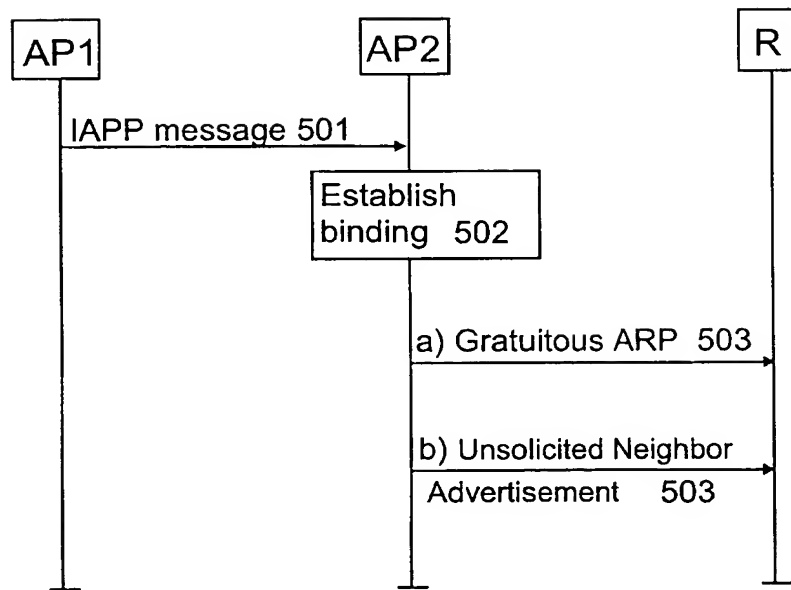 AP1
AP2
R
IAPP message 501
Establish
binding 502
a) Gratuitous ARP 503
b) Unsolicited Neighbor
Advertisement 503